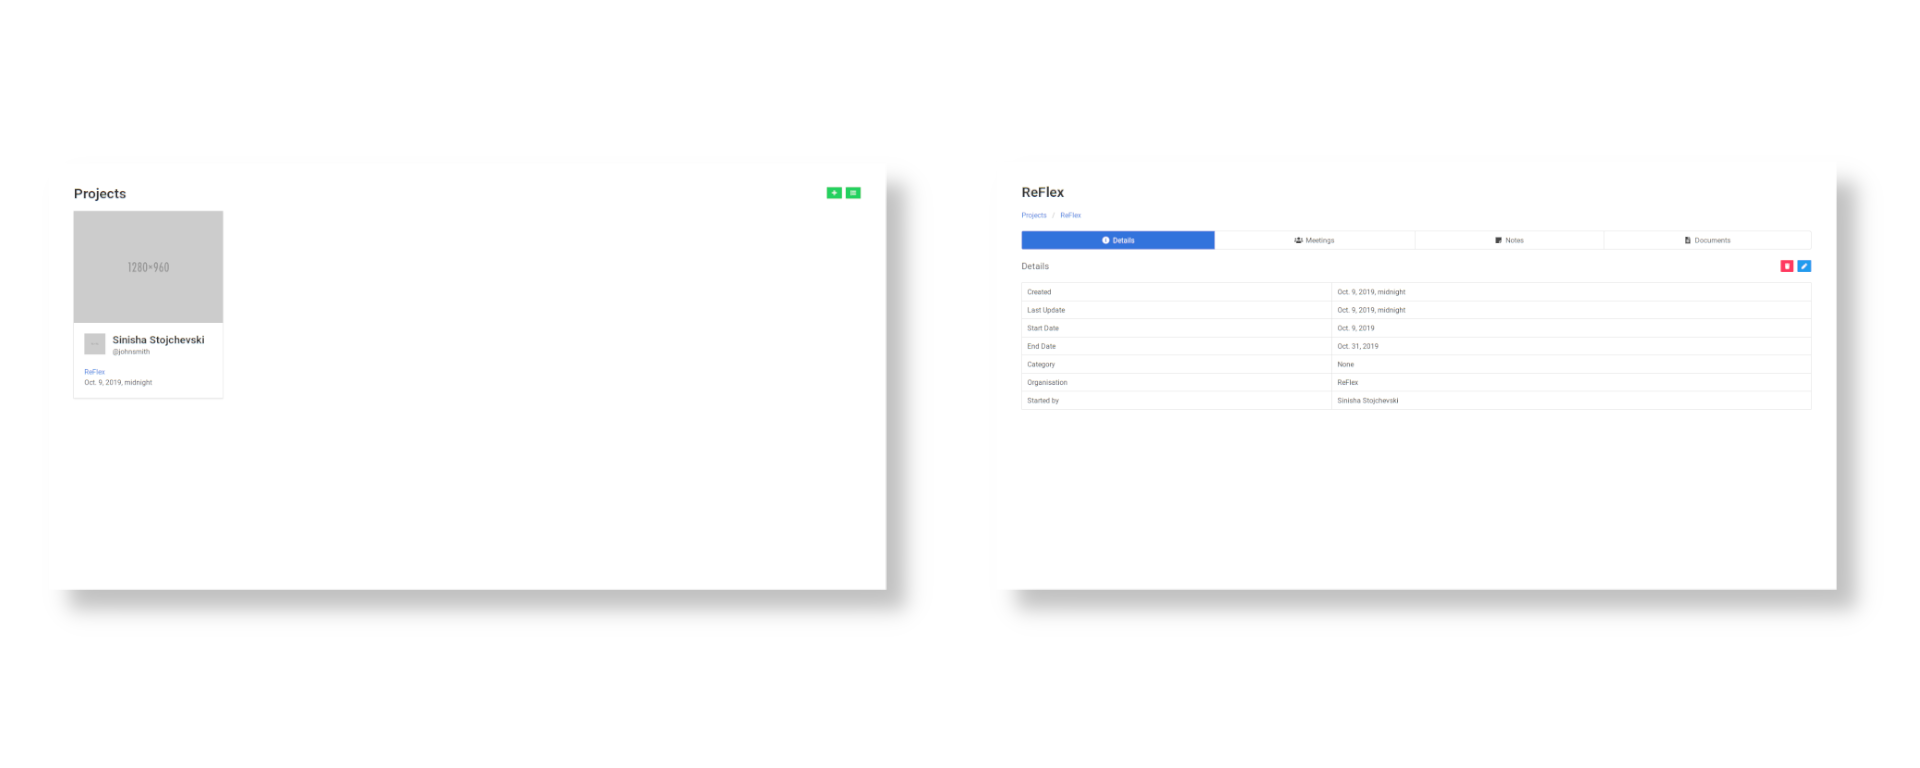 Projects
1280×960
Sinisha Stojchevski
@johnsmith
ReFlex
Oct. 9, 2019, midnight
ReFlex
Projects / ReFlex
Details Meetings Notes Documents
Details
Created Oct. 9, 2019, midnight
Last Update Oct. 9, 2019, midnight
Start Date Oct. 9, 2019
End Date Oct. 31, 2019
Category None
Organisation ReFlex
Started by Sinisha Stojchevski